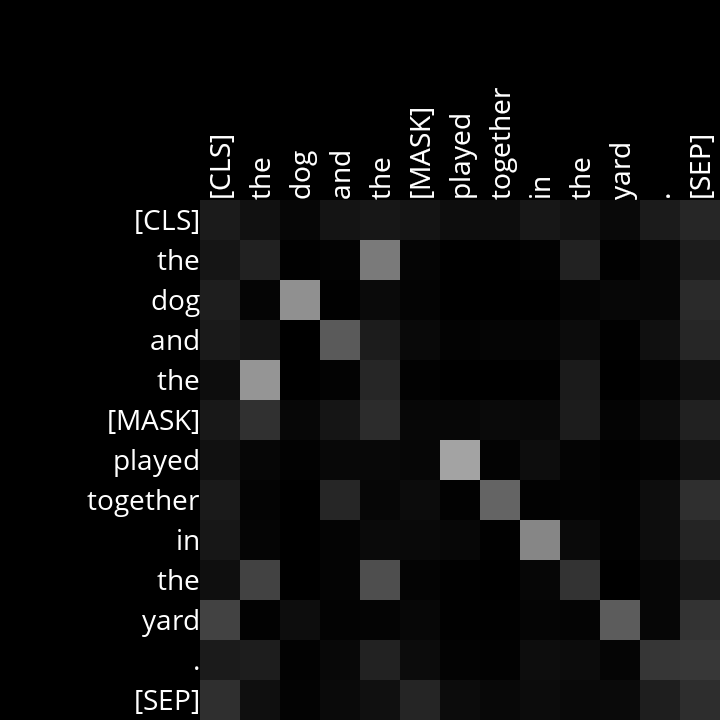 [CLS]
the
dog
and
the
[MASK]
played
together
in
the
yard
.
[SEP]
[CLS]
the
dog
and
the
[MASK]
played
together
in
the
yard
.
[SEP]